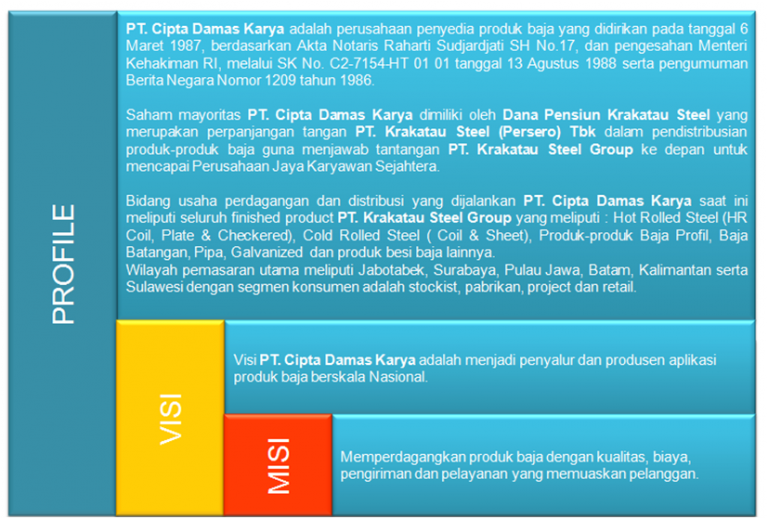 PROFILE
PT. Cipta Damas Karya adalah perusahaan penyedia produk baja yang didirikan pada tanggal 6
Maret 1987, berdasarkan Akta Notaris Raharti Sudjardjati SH No.17, dan pengesahan Menteri
Kehakiman RI, melalui SK No. C2-7154-HT 01 01 tanggal 13 Agustus 1988 serta pengumuman
Berita Negara Nomor 1209 tahun 1986.
Saham mayoritas PT. Cipta Damas Karya dimiliki oleh Dana Pensiun Krakatau Steel yang
merupakan perpanjangan tangan PT. Krakatau Steel (Persero) Tbk dalam pendistribusian
produk-produk baja guna menjawab tantangan PT. Krakatau Steel Group ke depan untuk
mencapai Perusahaan Jaya Karyawan Sejahtera.
Bidang usaha perdagangan dan distribusi yang dijalankan PT. Cipta Damas Karya saat ini
meliputi seluruh finished product PT. Krakatau Steel Group yang meliputi : Hot Rolled Steel (HR
Coil, Plate & Checkered), Cold Rolled Steel ( Coil & Sheet), Produk-produk Baja Profil, Baja
Batangan, Pipa, Galvanized dan produk besi baja lainnya.
Wilayah pemasaran utama meliputi Jabotabek, Surabaya, Pulau Jawa, Batam, Kalimantan serta
Sulawesi dengan segmen konsumen adalah stockist, pabrikan, project dan retail.
VISI
Visi PT. Cipta Damas Karya adalah menjadi penyalur dan produsen aplikasi
produk baja berskala Nasional.
MISI
Memperdagangkan produk baja dengan kualitas, biaya,
pengiriman dan pelayanan yang memuaskan pelanggan.